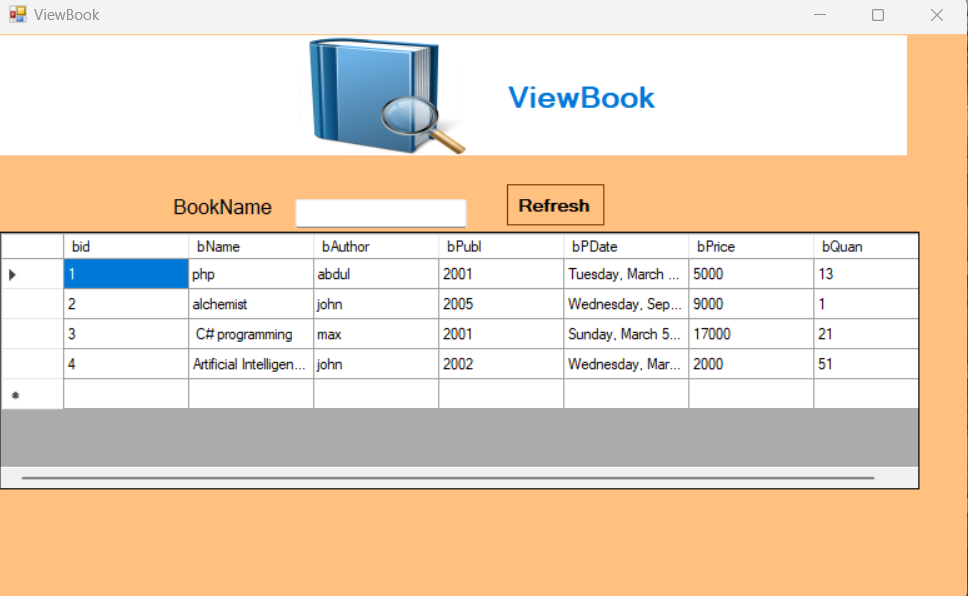 ViewBook
ViewBook
BookName Refresh
bid bName bAuthor bPubl bPDate bPrice bQuan
1 php abdul 2001 Tuesday, March ... 5000 13
2 alchemist john 2005 Wednesday, Sep... 9000 1
3 C# programming max 2001 Sunday, March 5... 17000 21
4 Artificial Intelligen... john 2002 Wednesday, Mar... 2000 51